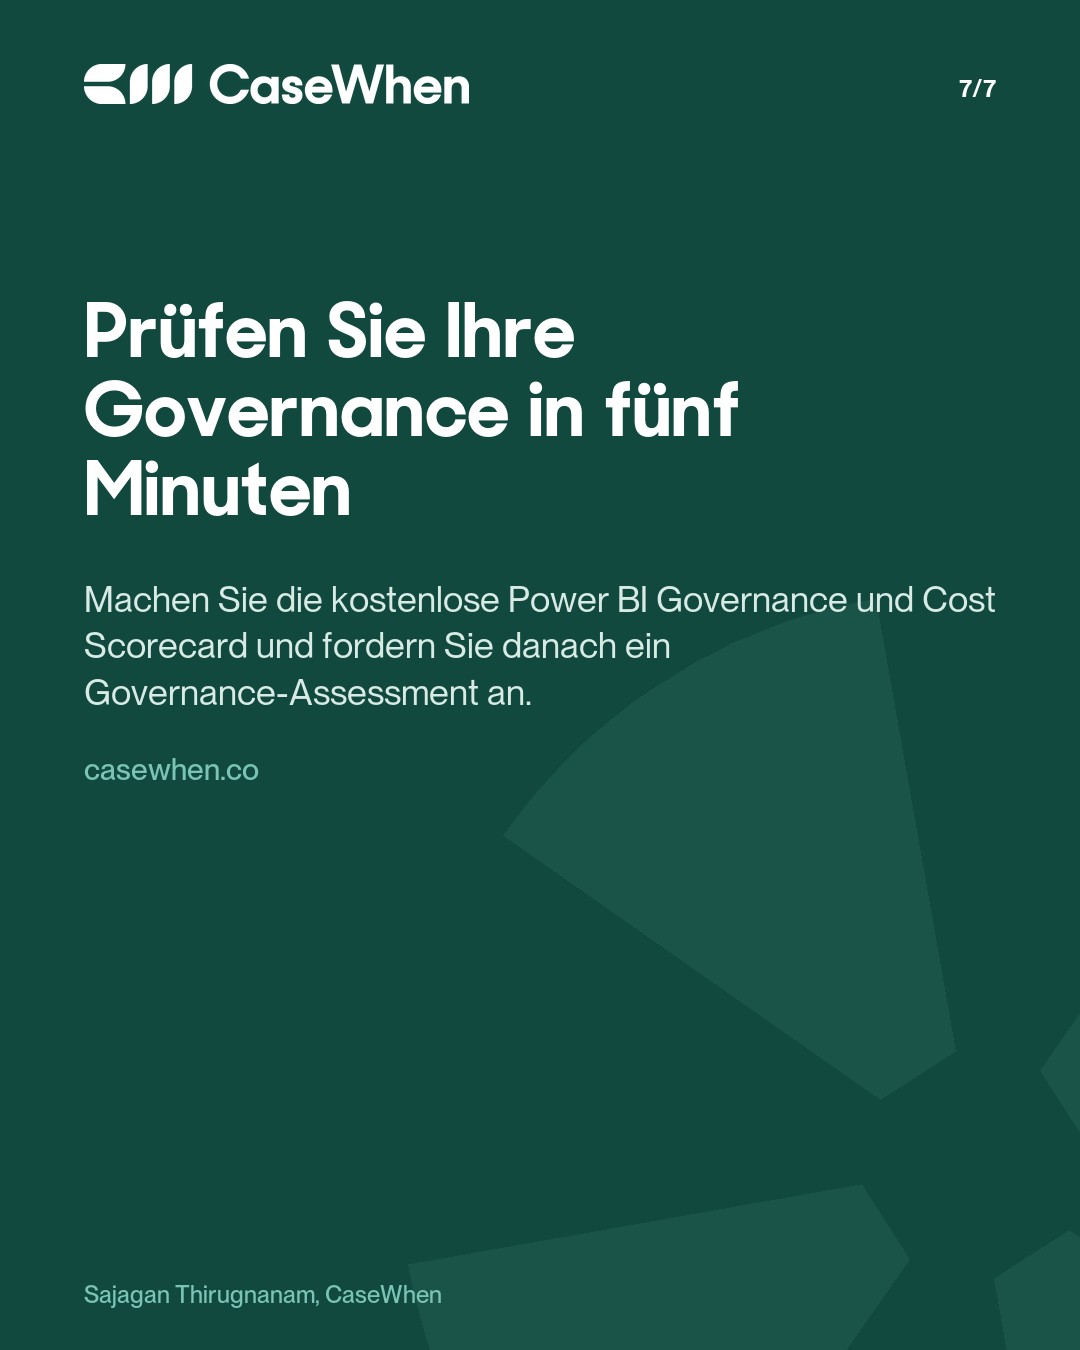 CaseWhen
7/7
Prüfen Sie Ihre
Governance in fünf
Minuten
Machen Sie die kostenlose Power BI Governance und Cost
Scorecard und fordern Sie danach ein
Governance-Assessment an.
casewhen.co
Sajagan Thirugnanam, CaseWhen